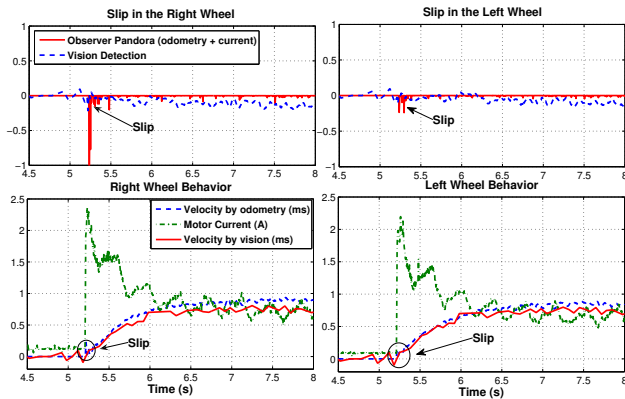 Slip in the Right Wheel
Slip in the Left Wheel
1
0.5
0
−0.5
−1
4.5 5 5.5 6 6.5 7 7.5 8
Observer Pandora (odometry + current)
Vision Detection
Slip
1
0.5
0
−0.5
−1
4.5 5 5.5 6 6.5 7 7.5 8
Slip
Right Wheel Behavior
Left Wheel Behavior
2.5
2
1.5
1
0.5
0
4.5 5 5.5 6 6.5 7 7.5 8
Velocity by odometry (ms)
Motor Current (A)
Velocity by vision (ms)
Slip
Time (s)
2.5
2
1.5
1
0.5
0
4.5 5 5.5 6 6.5 7 7.5 8
Slip
Time (s)